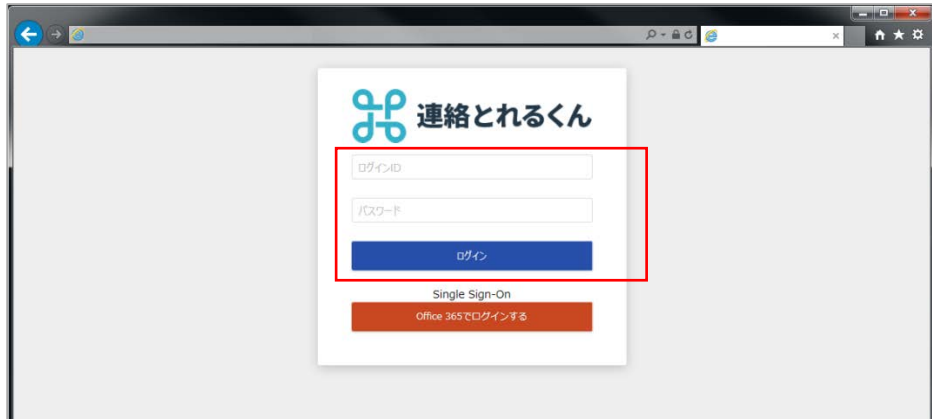 連絡とれるくん
ログインID
パスワード
ログイン
Single Sign-On
Office 365でログインする